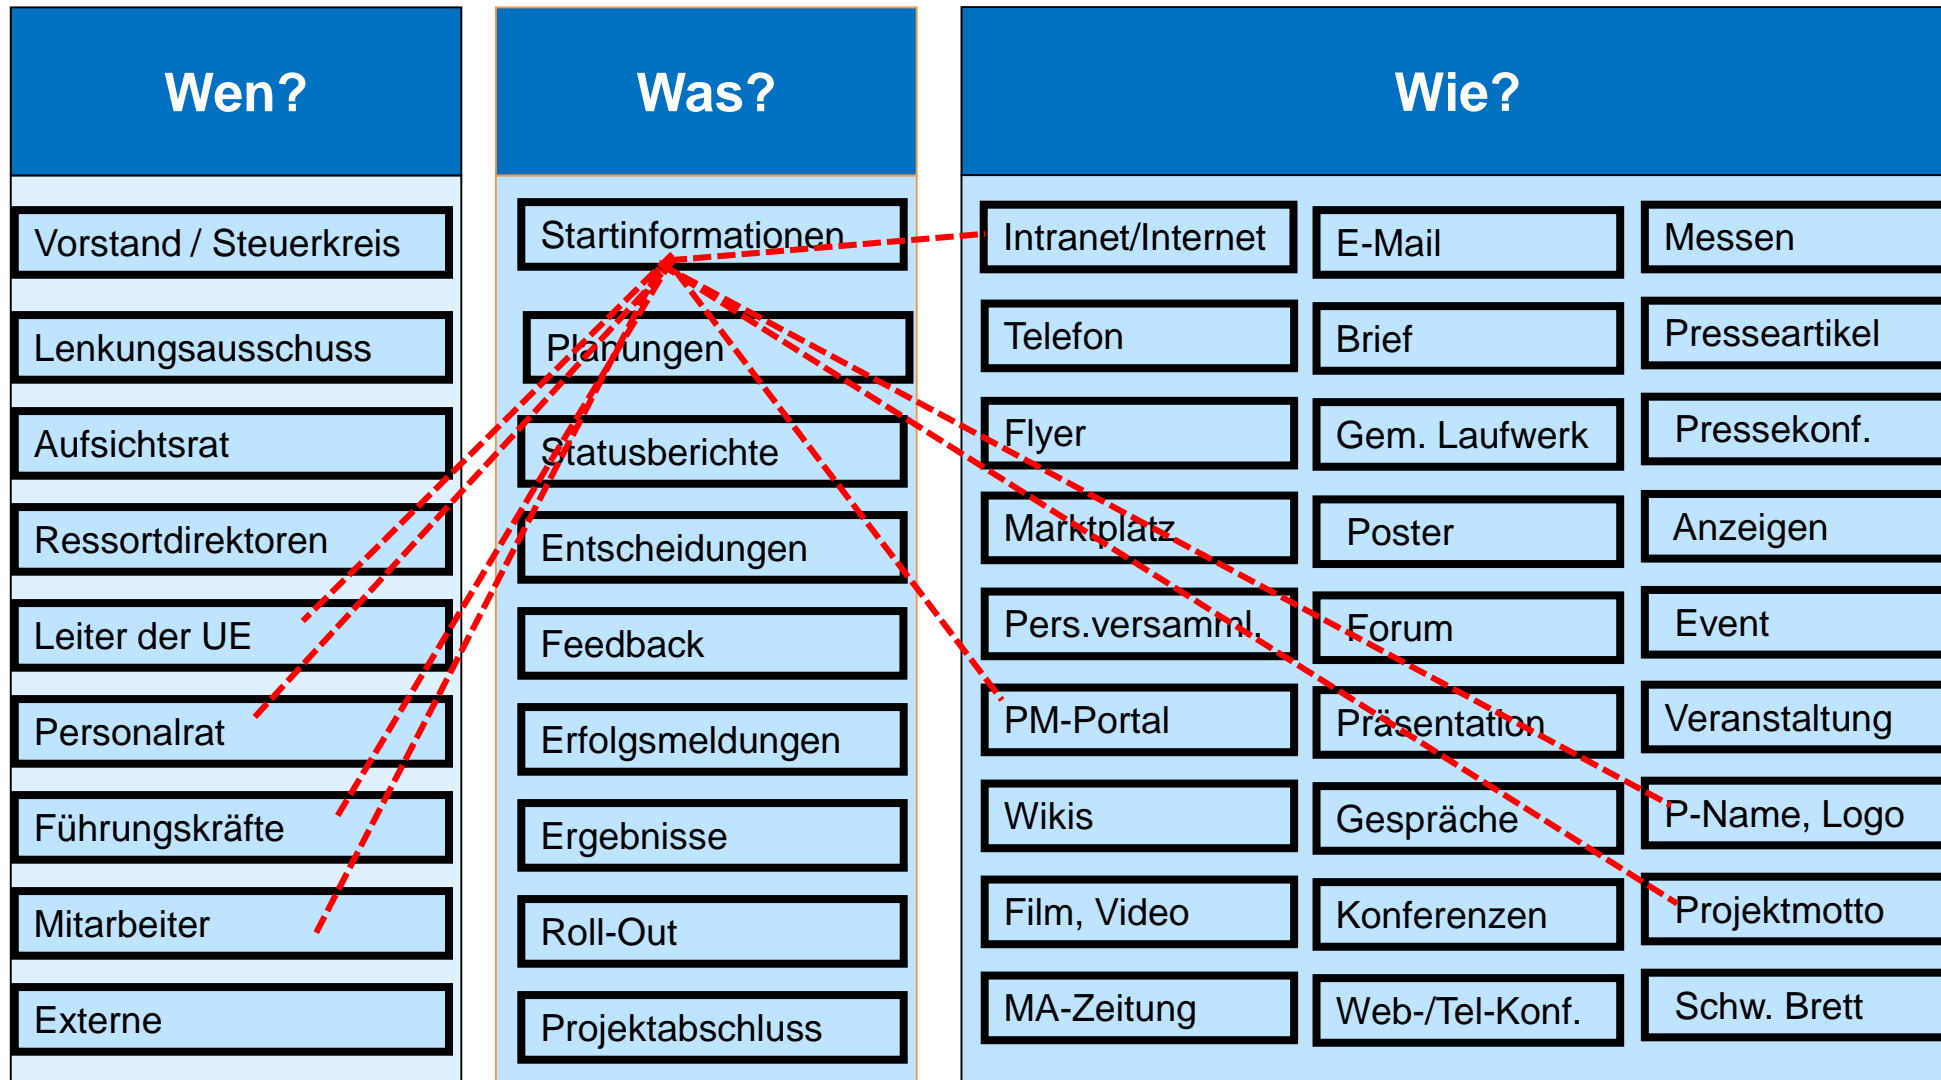 Wen?
Vorstand / Steuerkreis
Lenkungsausschuss
Aufsichtsrat
Ressortdirektoren
Leiter der UE
Personalrat
Führungskräfte
Mitarbeiter
Externe
Was?
Startinformationen
Planungen
Statusberichte
Entscheidungen
Feedback
Erfolgsmeldungen
Ergebnisse
Roll-Out
Projektabschluss
Wie?
Intranet/Internet
Telefon
Flyer
Marktplatz
Pers.versamml.
PM-Portal
Wikis
Film, Video
MA-Zeitung
E-Mail
Brief
Gem. Laufwerk
Poster
Forum
Präsentation
Gespräche
Konferenzen
Web-/Tel-Konf.
Messen
Presseartikel
Pressekonf.
Anzeigen
Event
Veranstaltung
P-Name, Logo
Projektmotto
Schw. Brett